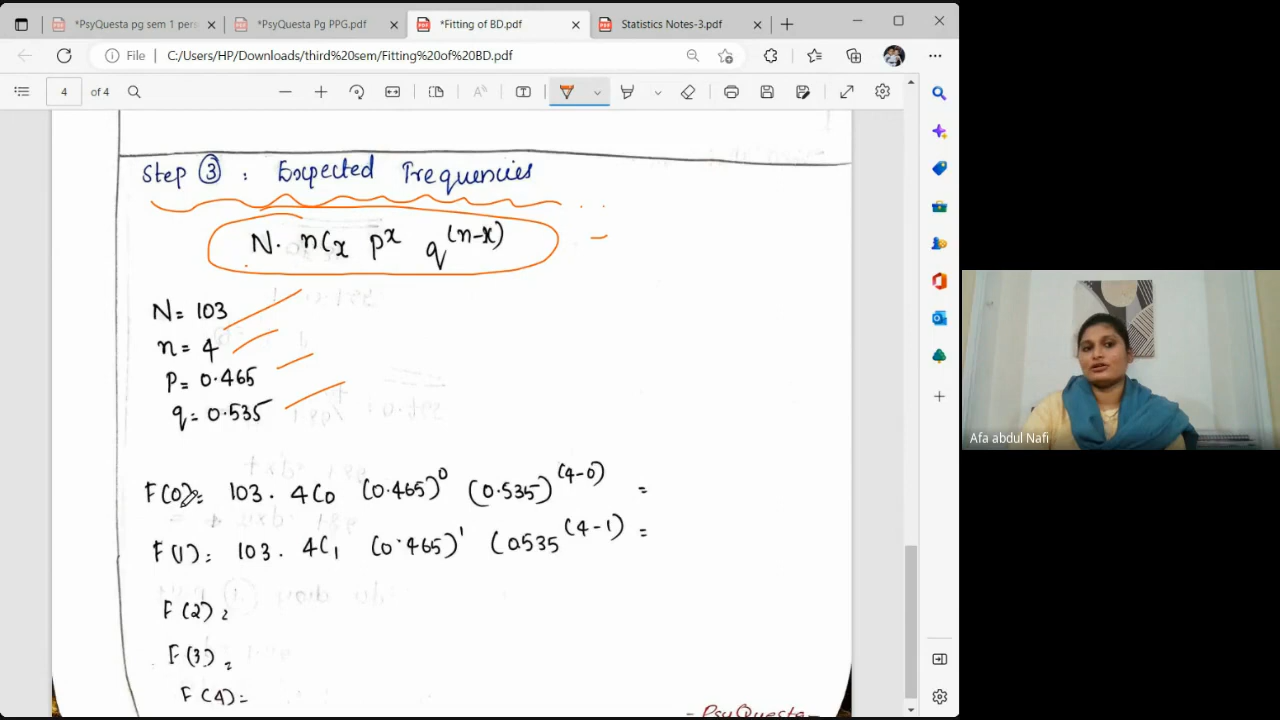 *PsyQuesta pg sem 1 pers
*PsyQuesta Pg PPG.pdf
*Fitting of BD.pdf
Statistics Notes-3.pdf
File
C:/Users/HP/Downloads/third%20sem/Fitting%20of%20BD.pdf
4 of 4
Step ③ : Expected Frequencies
N. nCx p^x q^(n-x)
N= 103
n= 4
P= 0.465
q= 0.535
F(0)= 103. 4C0 (0.465)^0 (0.535)^(4-0) =
F(1)= 103. 4C1 (0.465)^1 (0.535^(4-1) =
F(2)=
F(3)=
F(4)=
- PsyQuesta -
Afa abdul Nafi